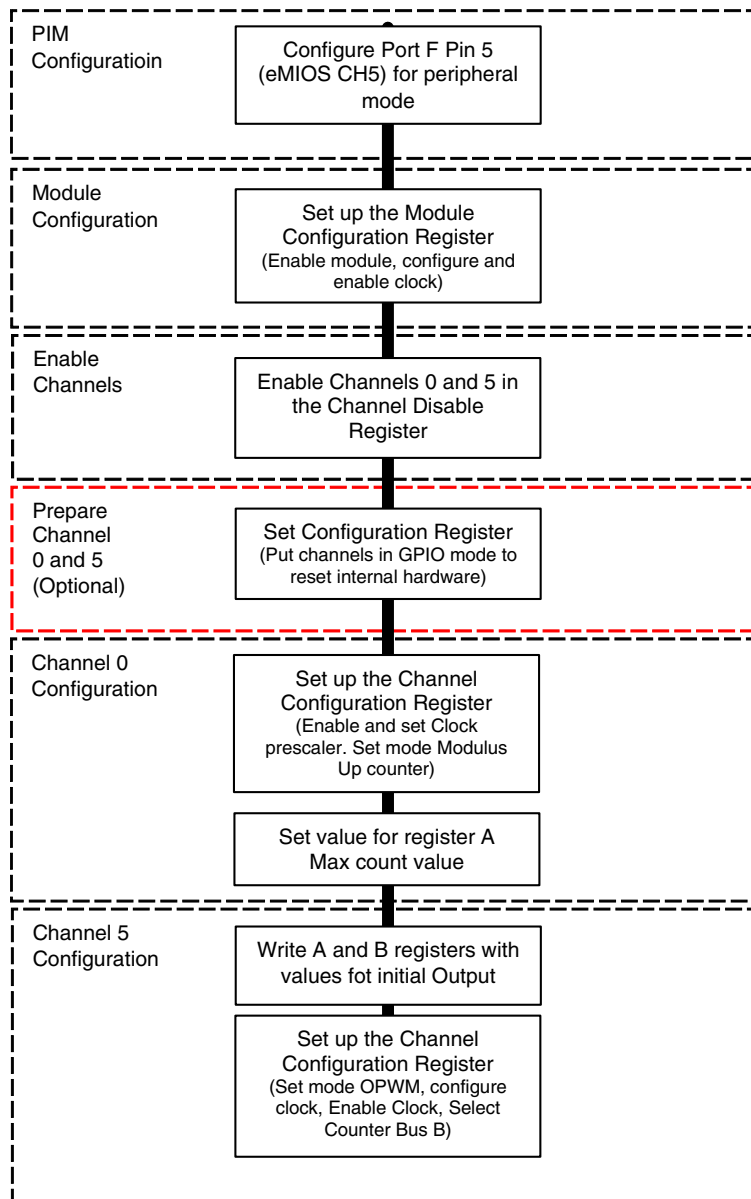 PIM
Configuratioin
Configure Port F Pin 5
(eMIOS CH5) for peripheral
mode
Module
Configuration
Set up the Module
Configuration Register
(Enable module, configure and
enable clock)
Enable
Channels
Enable Channels 0 and 5 in
the Channel Disable
Register
Prepare
Channel
0 and 5
(Optional)
Set Configuration Register
(Put channels in GPIO mode to
reset internal hardware)
Channel 0
Configuration
Set up the Channel
Configuration Register
(Enable and set Clock
prescaler. Set mode Modulus
Up counter)
Set value for register A
Max count value
Channel 5
Configuration
Write A and B registers with
values fot initial Output
Set up the Channel
Configuration Register
(Set mode OPWM, configure
clock, Enable Clock, Select
Counter Bus B)